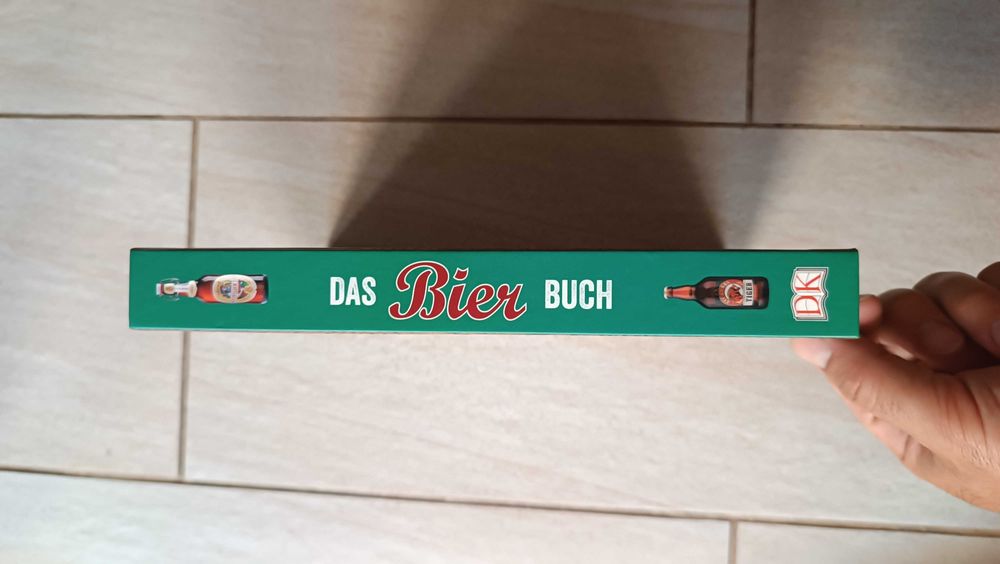 DAS Bier BUCH
TIGER
DK